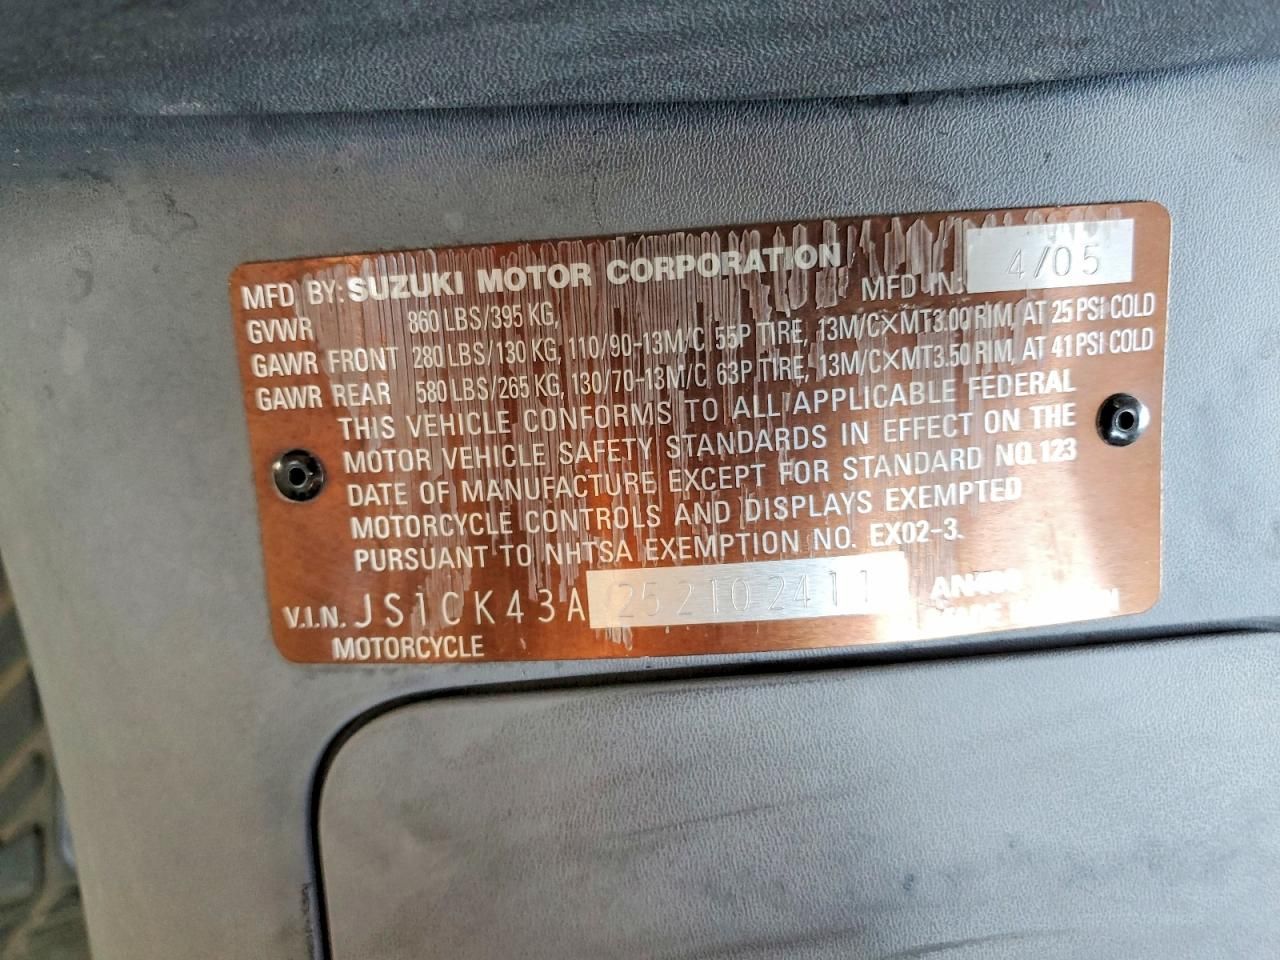 MFD BY: SUZUKI MOTOR CORPORATION MFD IN: 4/05
GVWR 860 LBS/395 KG,
GAWR FRONT 280 LBS/130 KG, 110/90-13M/C 55P TIRE, 13M/C×MT3.00 RIM, AT 25 PSI COLD
GAWR REAR 580 LBS/265 KG, 130/70-13M/C 63P TIRE, 13M/C×MT3.50 RIM, AT 41 PSI COLD
THIS VEHICLE CONFORMS TO ALL APPLICABLE FEDERAL
MOTOR VEHICLE SAFETY STANDARDS IN EFFECT ON THE
DATE OF MANUFACTURE EXCEPT FOR STANDARD NO. 123
MOTORCYCLE CONTROLS AND DISPLAYS EXEMPTED
PURSUANT TO NHTSA EXEMPTION NO. EX02-3.
V.I.N. JS1CK43A252102411
MOTORCYCLE